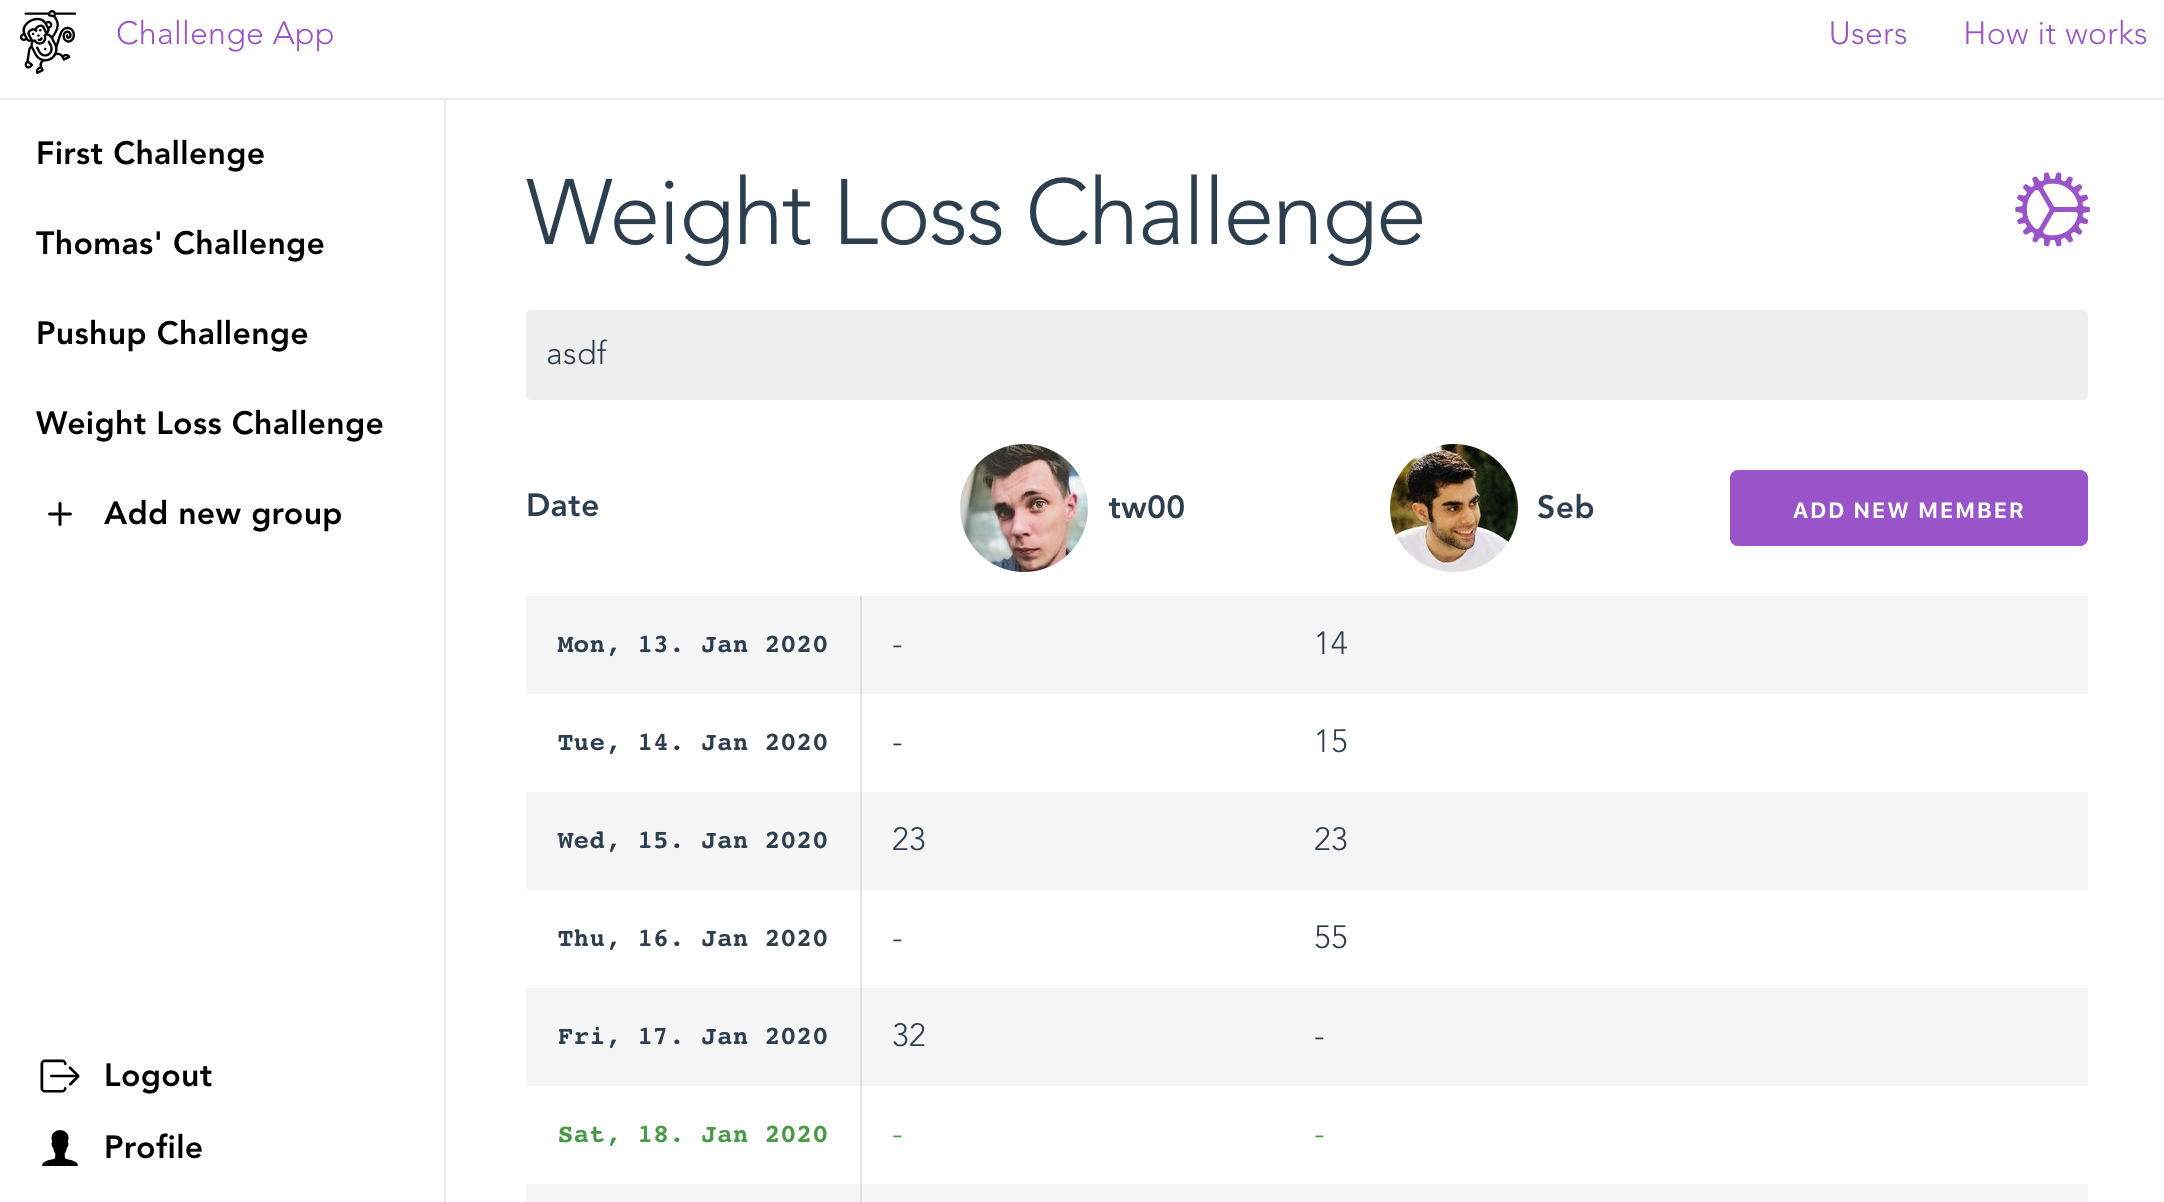 Challenge App
Users
How it works
First Challenge
Thomas' Challenge
Pushup Challenge
Weight Loss Challenge
+ Add new group
Logout
Profile
Weight Loss Challenge
asdf
Date tw00 Seb ADD NEW MEMBER
Mon, 13. Jan 2020 - 14
Tue, 14. Jan 2020 - 15
Wed, 15. Jan 2020 23 23
Thu, 16. Jan 2020 - 55
Fri, 17. Jan 2020 32 -
Sat, 18. Jan 2020 - -